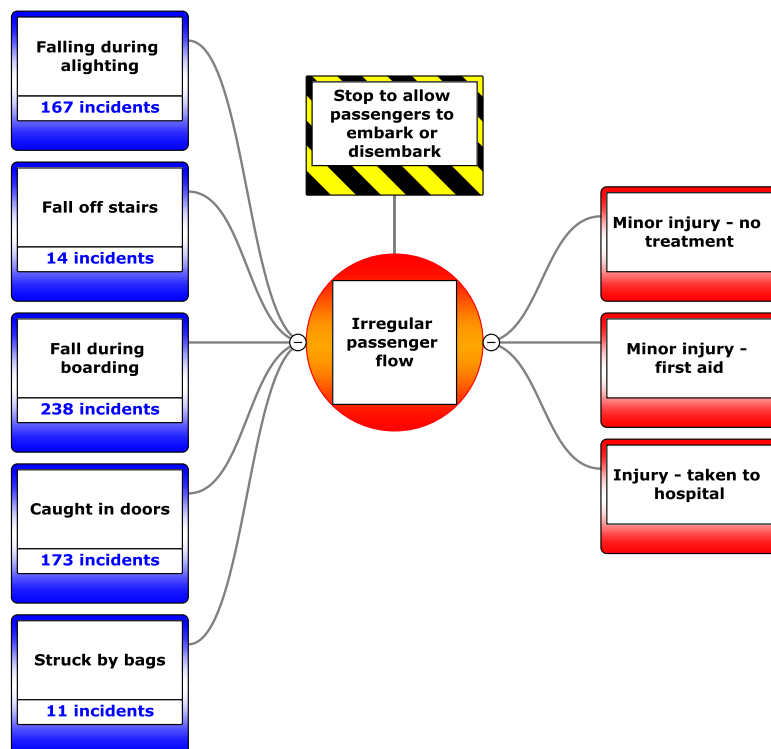 Falling during
alighting
167 incidents
Fall off stairs
14 incidents
Fall during
boarding
238 incidents
Caught in doors
173 incidents
Struck by bags
11 incidents
Stop to allow
passengers to
embark or
disembark
Irregular
passenger
flow
Minor injury - no
treatment
Minor injury -
first aid
Injury - taken to
hospital